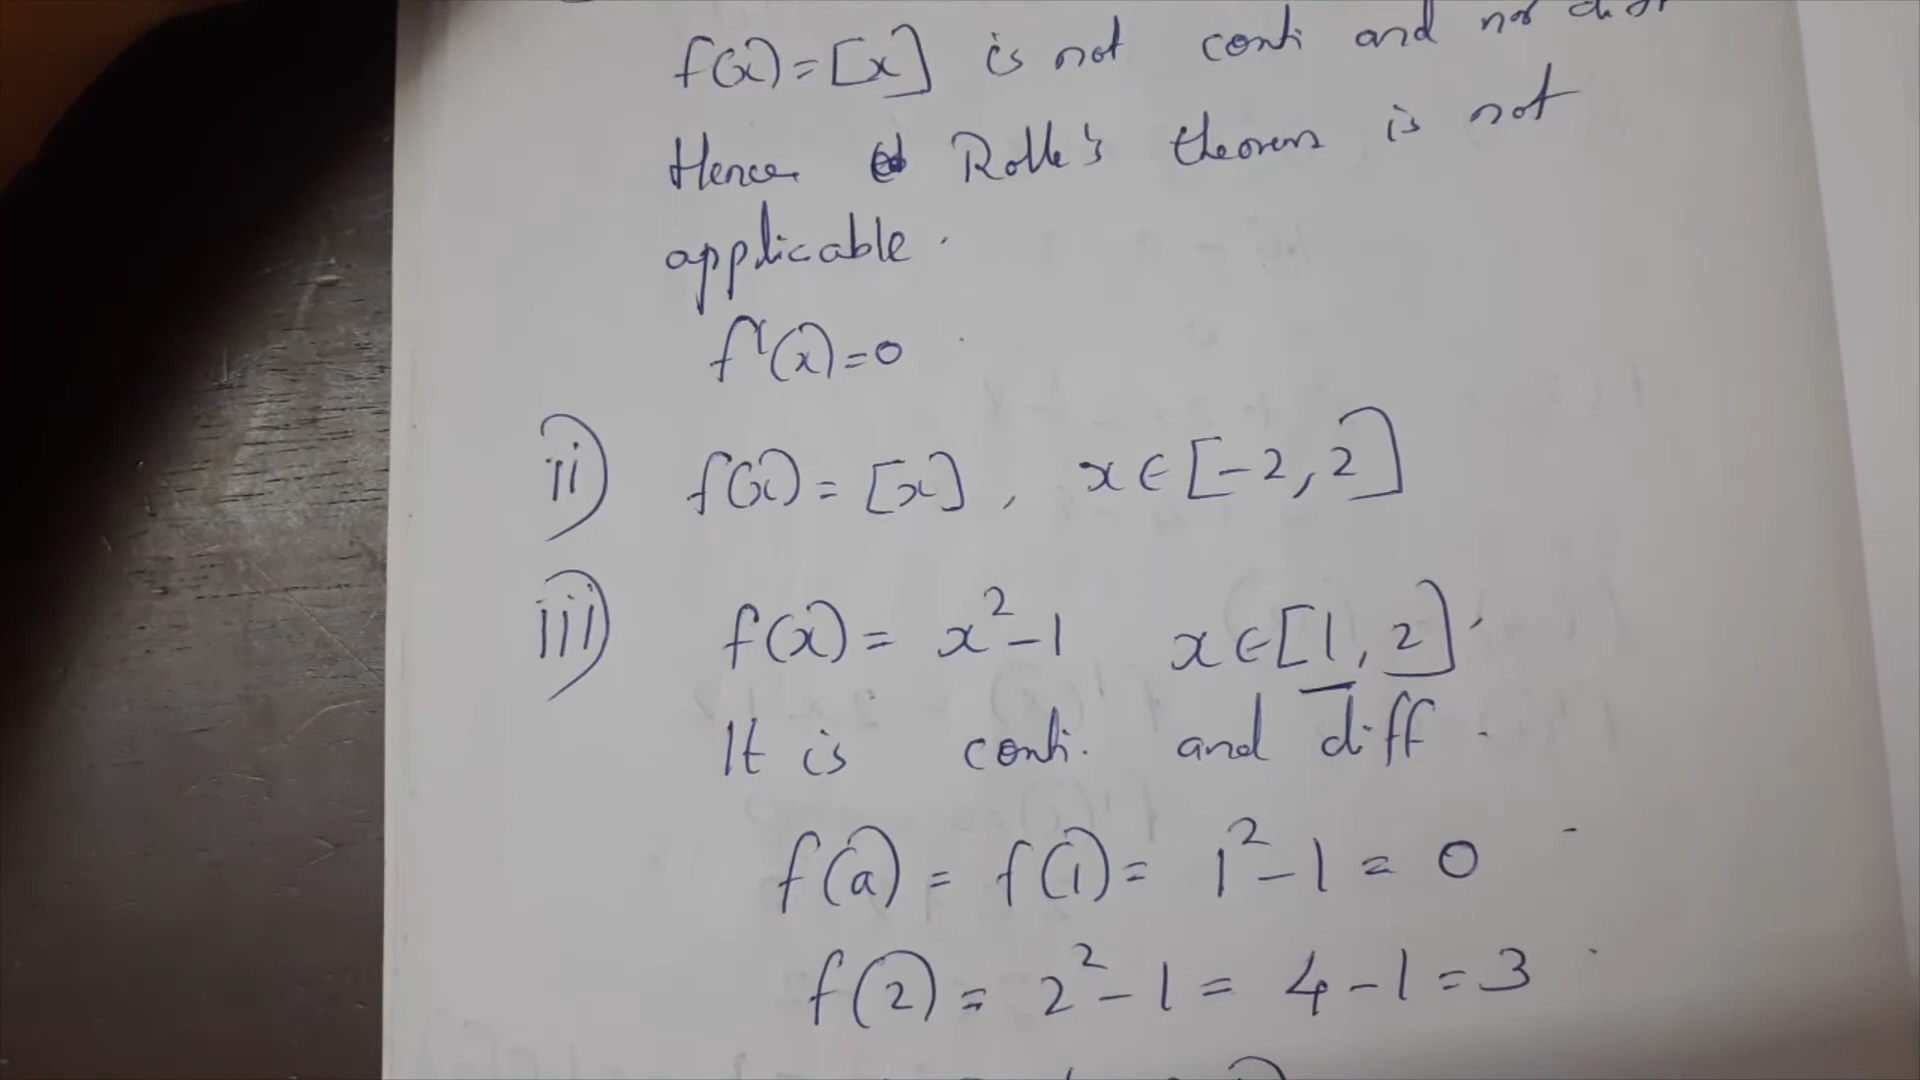 f(x) = [x] is not conti and not
Hence Rolle's theorem is not
applicable.
f'(x) = 0
ii) f(x) = [x], x ∈ [-2, 2]
iii) f(x) = x² - 1 x ∈ [1, 2].
It is conti. and diff.
f(a) = f(1) = 1² - 1 = 0
f(2) = 2² - 1 = 4 - 1 = 3